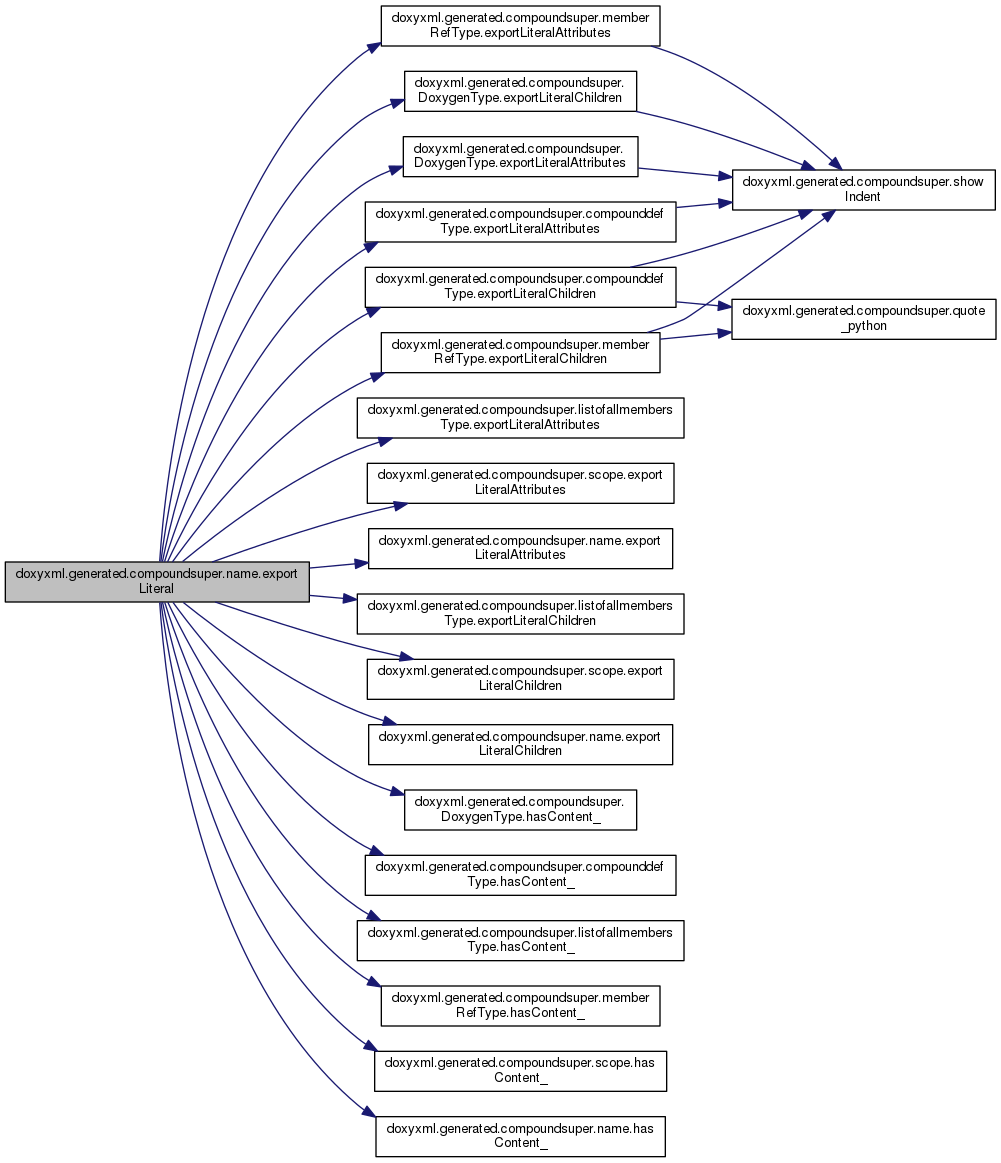 doxyxml.generated.compoundsuper.member
RefType.exportLiteralAttributes
doxyxml.generated.compoundsuper.
DoxygenType.exportLiteralChildren
doxyxml.generated.compoundsuper.
DoxygenType.exportLiteralAttributes
doxyxml.generated.compoundsuper.show
Indent
doxyxml.generated.compoundsuper.compounddef
Type.exportLiteralAttributes
doxyxml.generated.compoundsuper.compounddef
Type.exportLiteralChildren
doxyxml.generated.compoundsuper.quote
_python
doxyxml.generated.compoundsuper.member
RefType.exportLiteralChildren
doxyxml.generated.compoundsuper.listofallmembers
Type.exportLiteralAttributes
doxyxml.generated.compoundsuper.scope.export
LiteralAttributes
doxyxml.generated.compoundsuper.name.export
LiteralAttributes
doxyxml.generated.compoundsuper.name.export
Literal
doxyxml.generated.compoundsuper.listofallmembers
Type.exportLiteralChildren
doxyxml.generated.compoundsuper.scope.export
LiteralChildren
doxyxml.generated.compoundsuper.name.export
LiteralChildren
doxyxml.generated.compoundsuper.
DoxygenType.hasContent_
doxyxml.generated.compoundsuper.compounddef
Type.hasContent_
doxyxml.generated.compoundsuper.listofallmembers
Type.hasContent_
doxyxml.generated.compoundsuper.member
RefType.hasContent_
doxyxml.generated.compoundsuper.scope.has
Content_
doxyxml.generated.compoundsuper.name.has
Content_